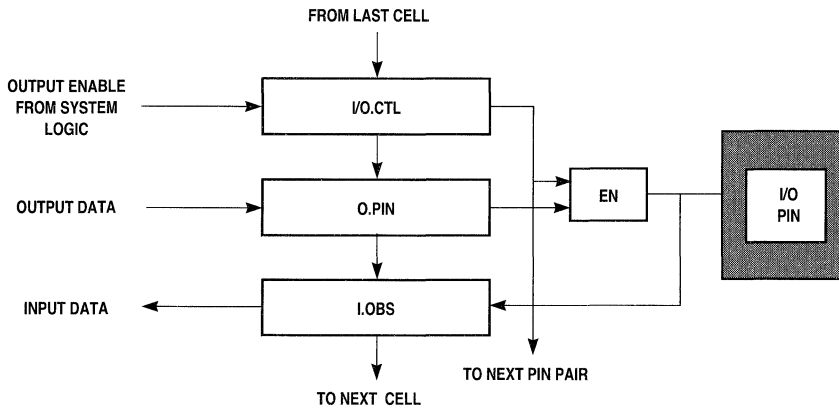 FROM LAST CELL
OUTPUT ENABLE
FROM SYSTEM
LOGIC
I/O.CTL
OUTPUT DATA
O.PIN
EN
I/O
PIN
INPUT DATA
I.OBS
TO NEXT PIN PAIR
TO NEXT CELL